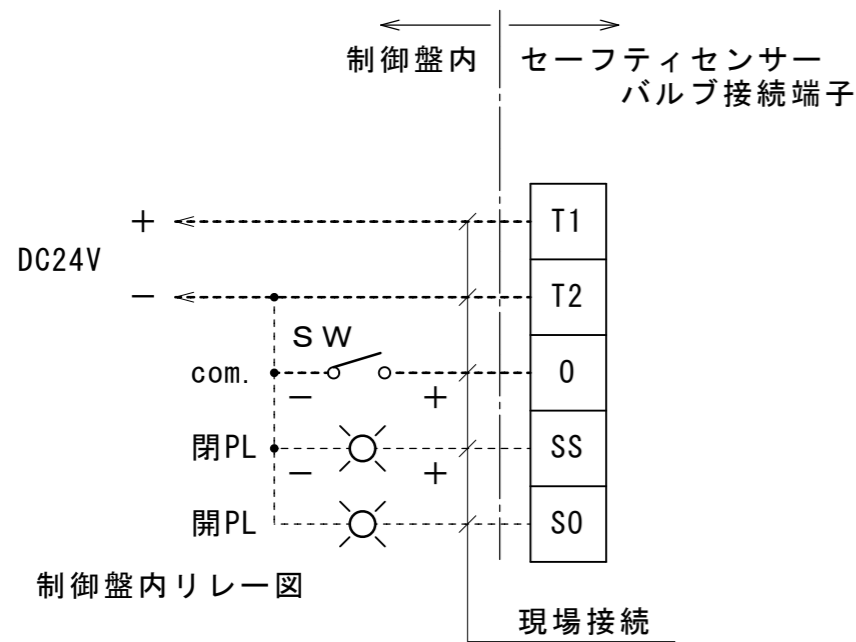 制御盤内
セーフティセンサー
バルブ接続端子
+
T1
DC24V
−
T2
SW
com.
O
− +
閉PL
SS
− +
開PL
SO
制御盤内リレー図
現場接続